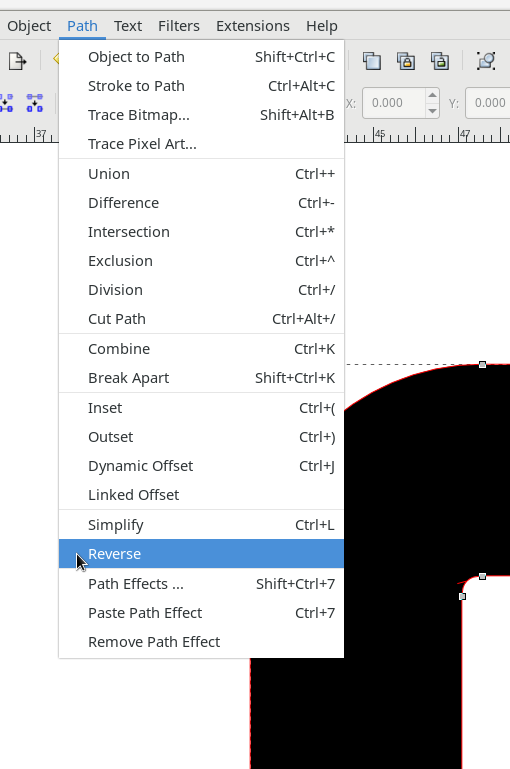 Object Path Text Filters Extensions Help
X: 0.000 Y: 0.000
37 45 47
Object to Path Shift+Ctrl+C
Stroke to Path Ctrl+Alt+C
Trace Bitmap... Shift+Alt+B
Trace Pixel Art...
Union Ctrl++
Difference Ctrl+-
Intersection Ctrl+*
Exclusion Ctrl+^
Division Ctrl+/
Cut Path Ctrl+Alt+/
Combine Ctrl+K
Break Apart Shift+Ctrl+K
Inset Ctrl+(
Outset Ctrl+)
Dynamic Offset Ctrl+J
Linked Offset
Simplify Ctrl+L
Reverse
Path Effects ... Shift+Ctrl+7
Paste Path Effect Ctrl+7
Remove Path Effect